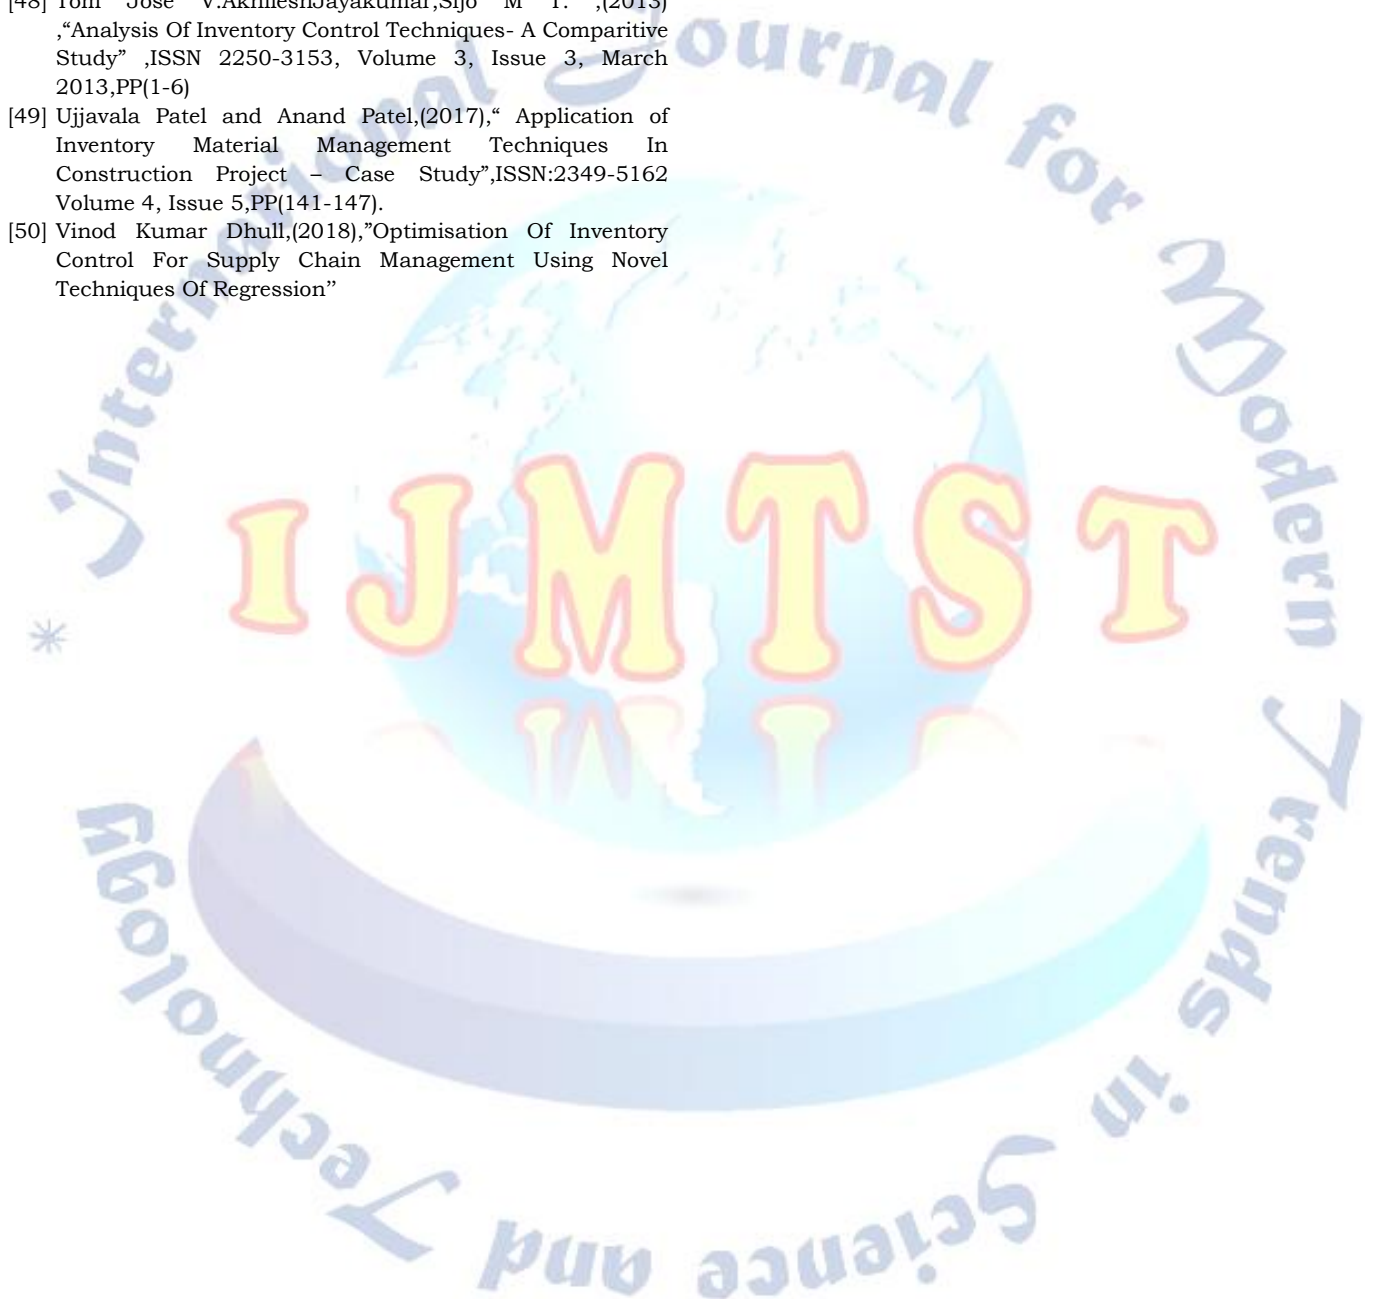 [48] Tom Jose V.AkhileshJayakumar,Sijo M T. ,(2013)
,“Analysis Of Inventory Control Techniques- A Comparitive
Study” ,ISSN 2250-3153, Volume 3, Issue 3, March
2013,PP(1-6)
[49] Ujjavala Patel and Anand Patel,(2017),“ Application of
Inventory Material Management Techniques In
Construction Project – Case Study”,ISSN:2349-5162
Volume 4, Issue 5,PP(141-147).
[50] Vinod Kumar Dhull,(2018),”Optimisation Of Inventory
Control For Supply Chain Management Using Novel
Techniques Of Regression’’
International Journal for Modern Trends in Science and Technology
*
IJMTST